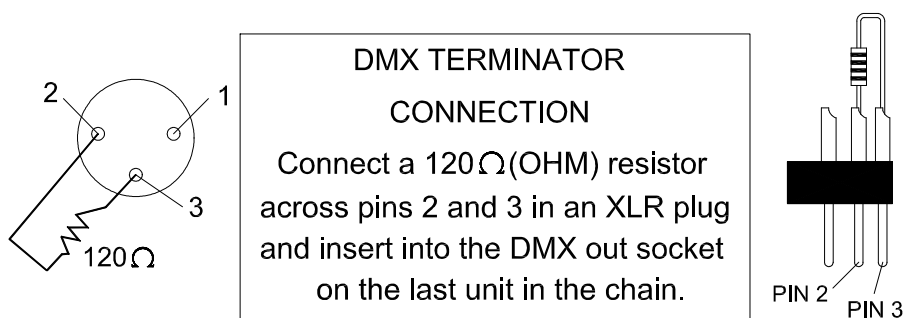 2
1
3
120Ω
DMX TERMINATOR
CONNECTION
Connect a 120Ω(OHM) resistor
across pins 2 and 3 in an XLR plug
and insert into the DMX out socket
on the last unit in the chain.
PIN 2
PIN 3